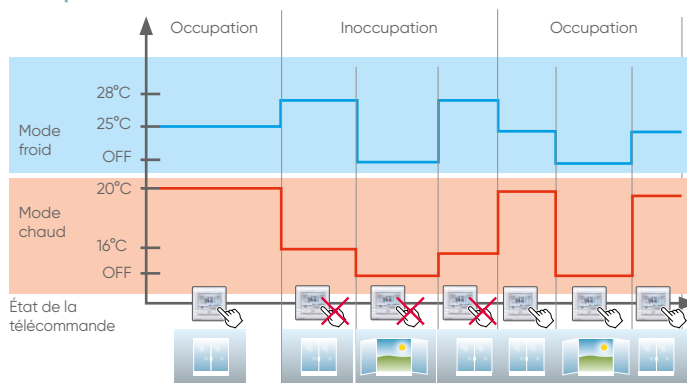 Occupation
Inoccupation
Occupation
28°C
25°C
OFF
Mode
froid
20°C
16°C
OFF
Mode
chaud
État de la
télécommande